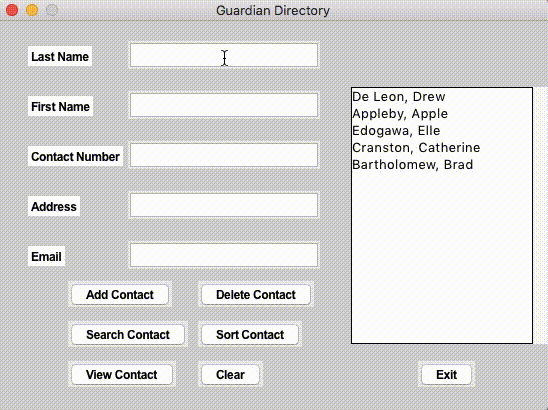 Guardian Directory
Last Name
First Name
Contact Number
Address
Email
De Leon, Drew
Appleby, Apple
Edogawa, Elle
Cranston, Catherine
Bartholomew, Brad
Add Contact
Delete Contact
Search Contact
Sort Contact
View Contact
Clear
Exit